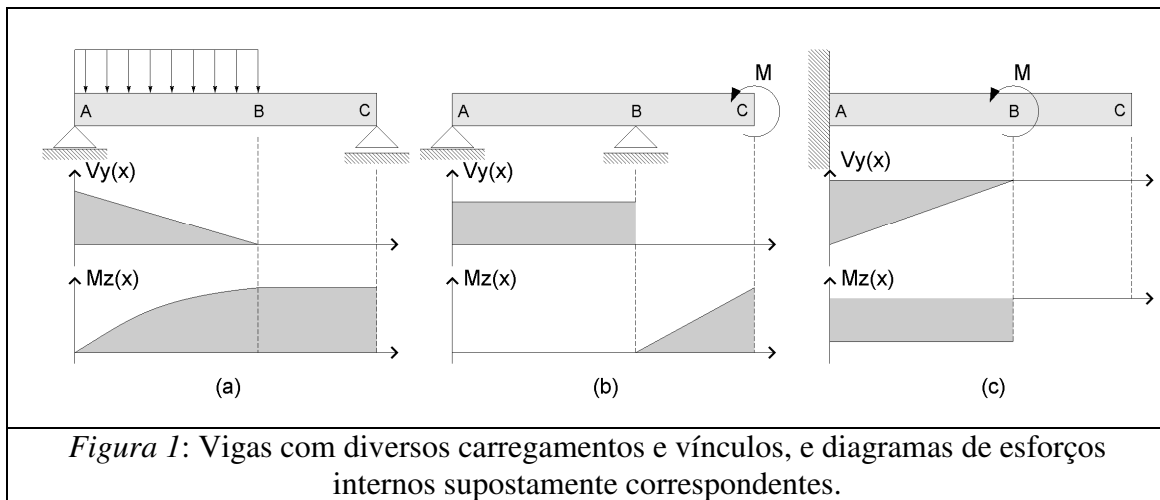 A B C
Vy(x)
Mz(x)
(a)
M
A B C
Vy(x)
Mz(x)
(b)
M
A B C
Vy(x)
Mz(x)
(c)
Figura 1: Vigas com diversos carregamentos e vínculos, e diagramas de esforços
internos supostamente correspondentes.